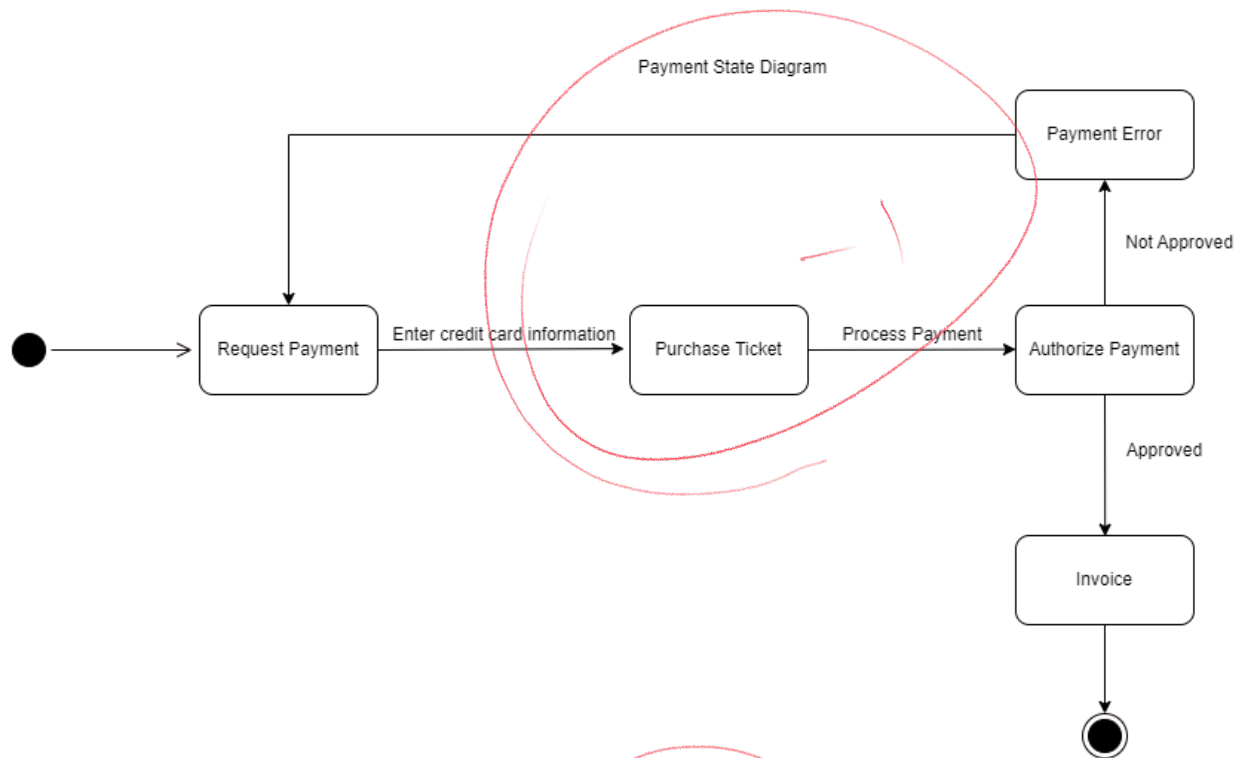 Payment State Diagram
Payment Error
Not Approved
Request Payment
Enter credit card information
Purchase Ticket
Process Payment
Authorize Payment
Approved
Invoice